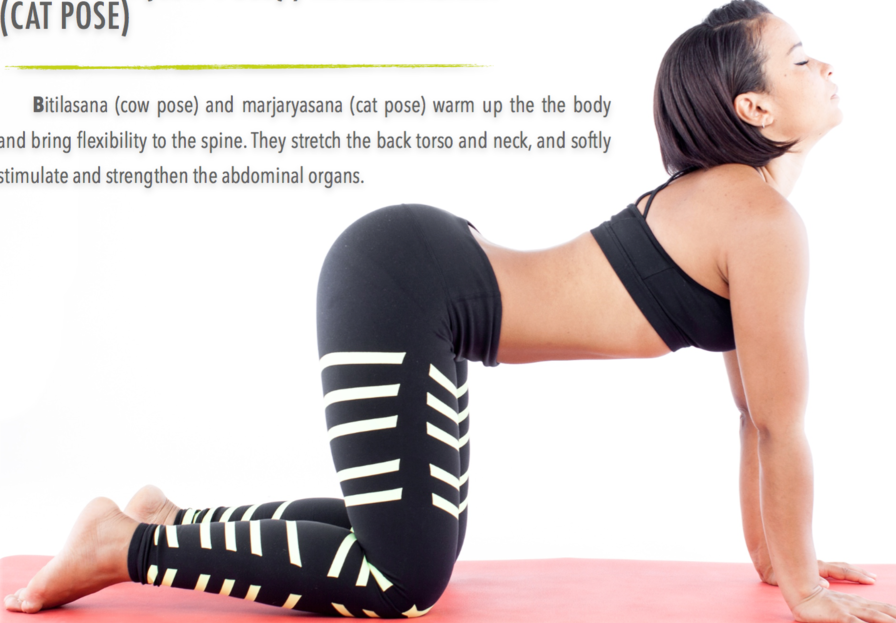 (CAT POSE)
Bitilasana (cow pose) and marjaryasana (cat pose) warm up the the body
and bring flexibility to the spine. They stretch the back torso and neck, and softly
stimulate and strengthen the abdominal organs.